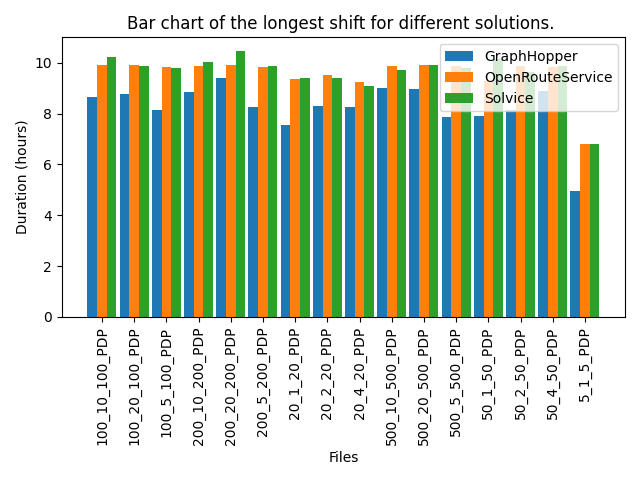 Bar chart of the longest shift for different solutions.
GraphHopper
OpenRouteService
Solvice
Duration (hours)
10
8
6
4
2
0
100_10_100_PDP
100_20_100_PDP
100_5_100_PDP
200_10_200_PDP
200_20_200_PDP
200_5_200_PDP
20_1_20_PDP
20_2_20_PDP
20_4_20_PDP
500_10_500_PDP
500_20_500_PDP
500_5_500_PDP
50_1_50_PDP
50_2_50_PDP
50_4_50_PDP
5_1_5_PDP
Files